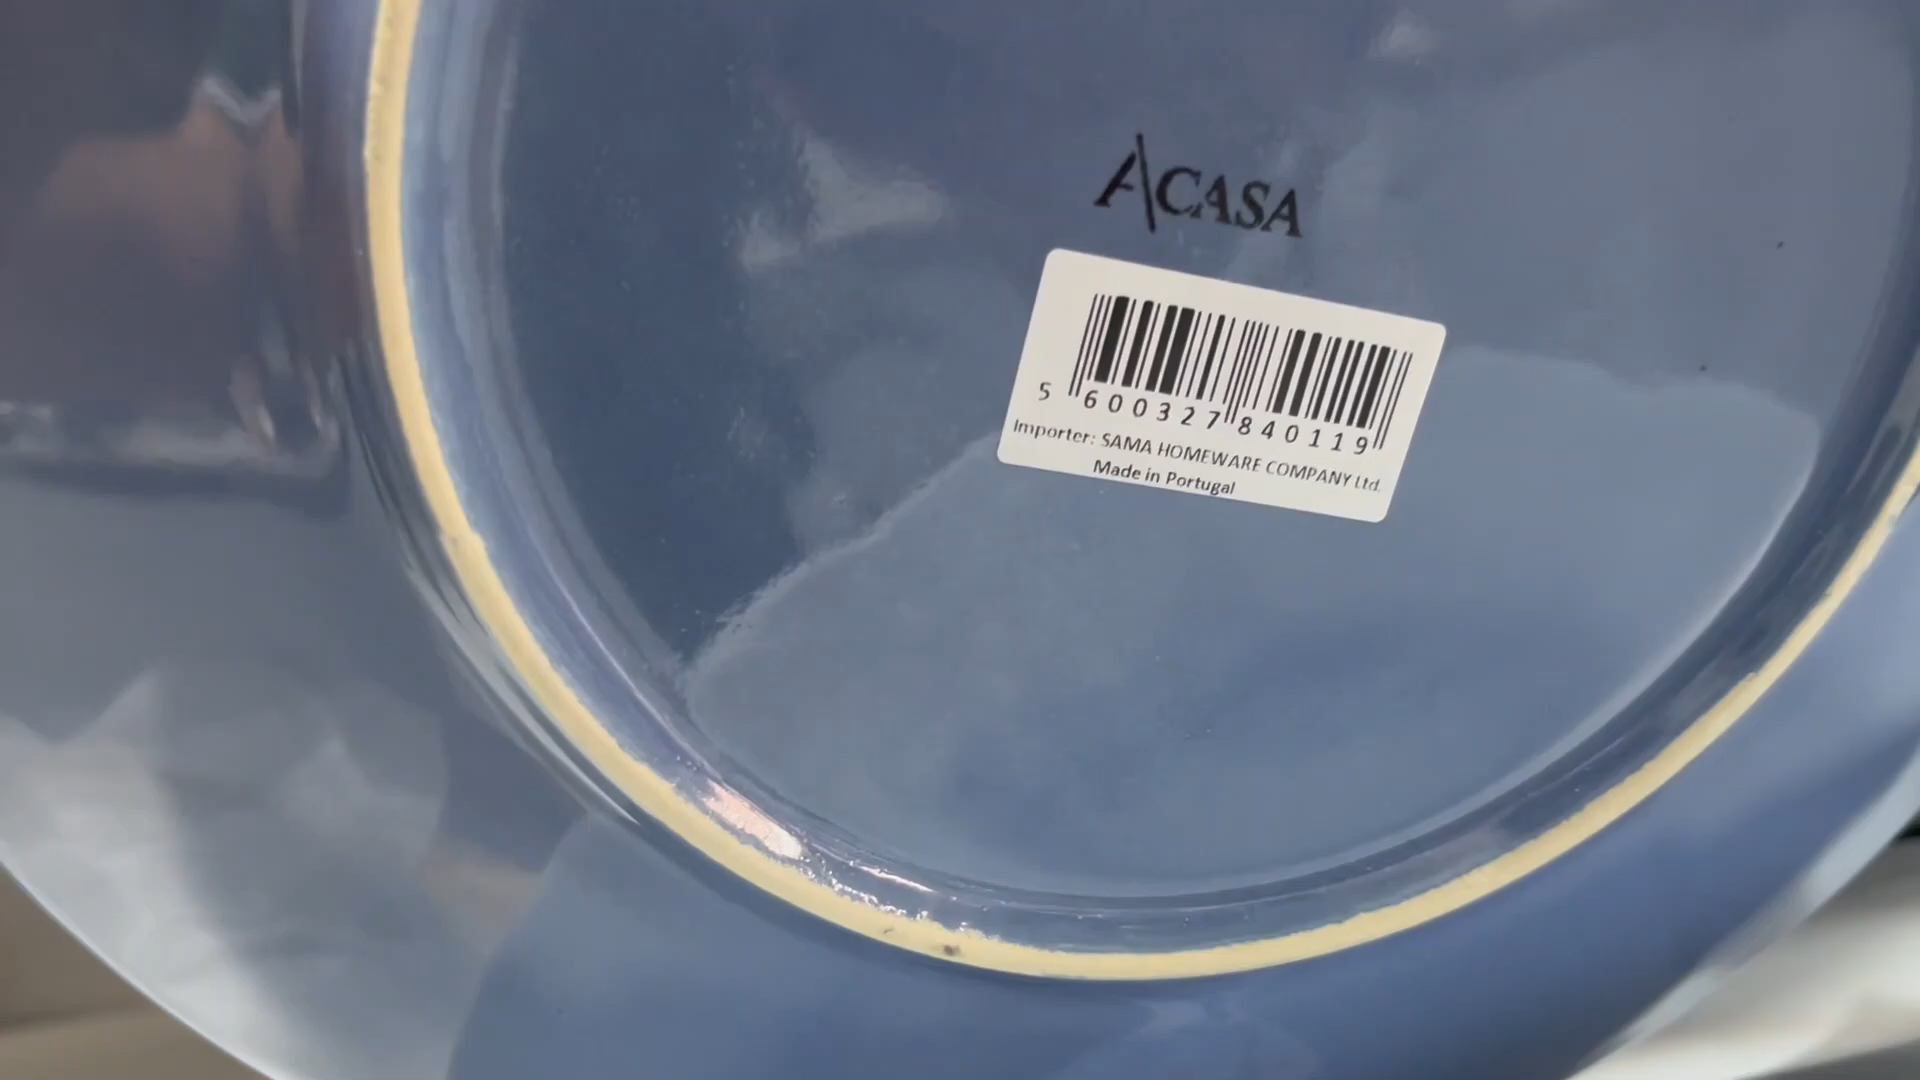 ACASA
5 600327 840119
Importer: SAMA HOMEWARE COMPANY Ltd.
Made in Portugal